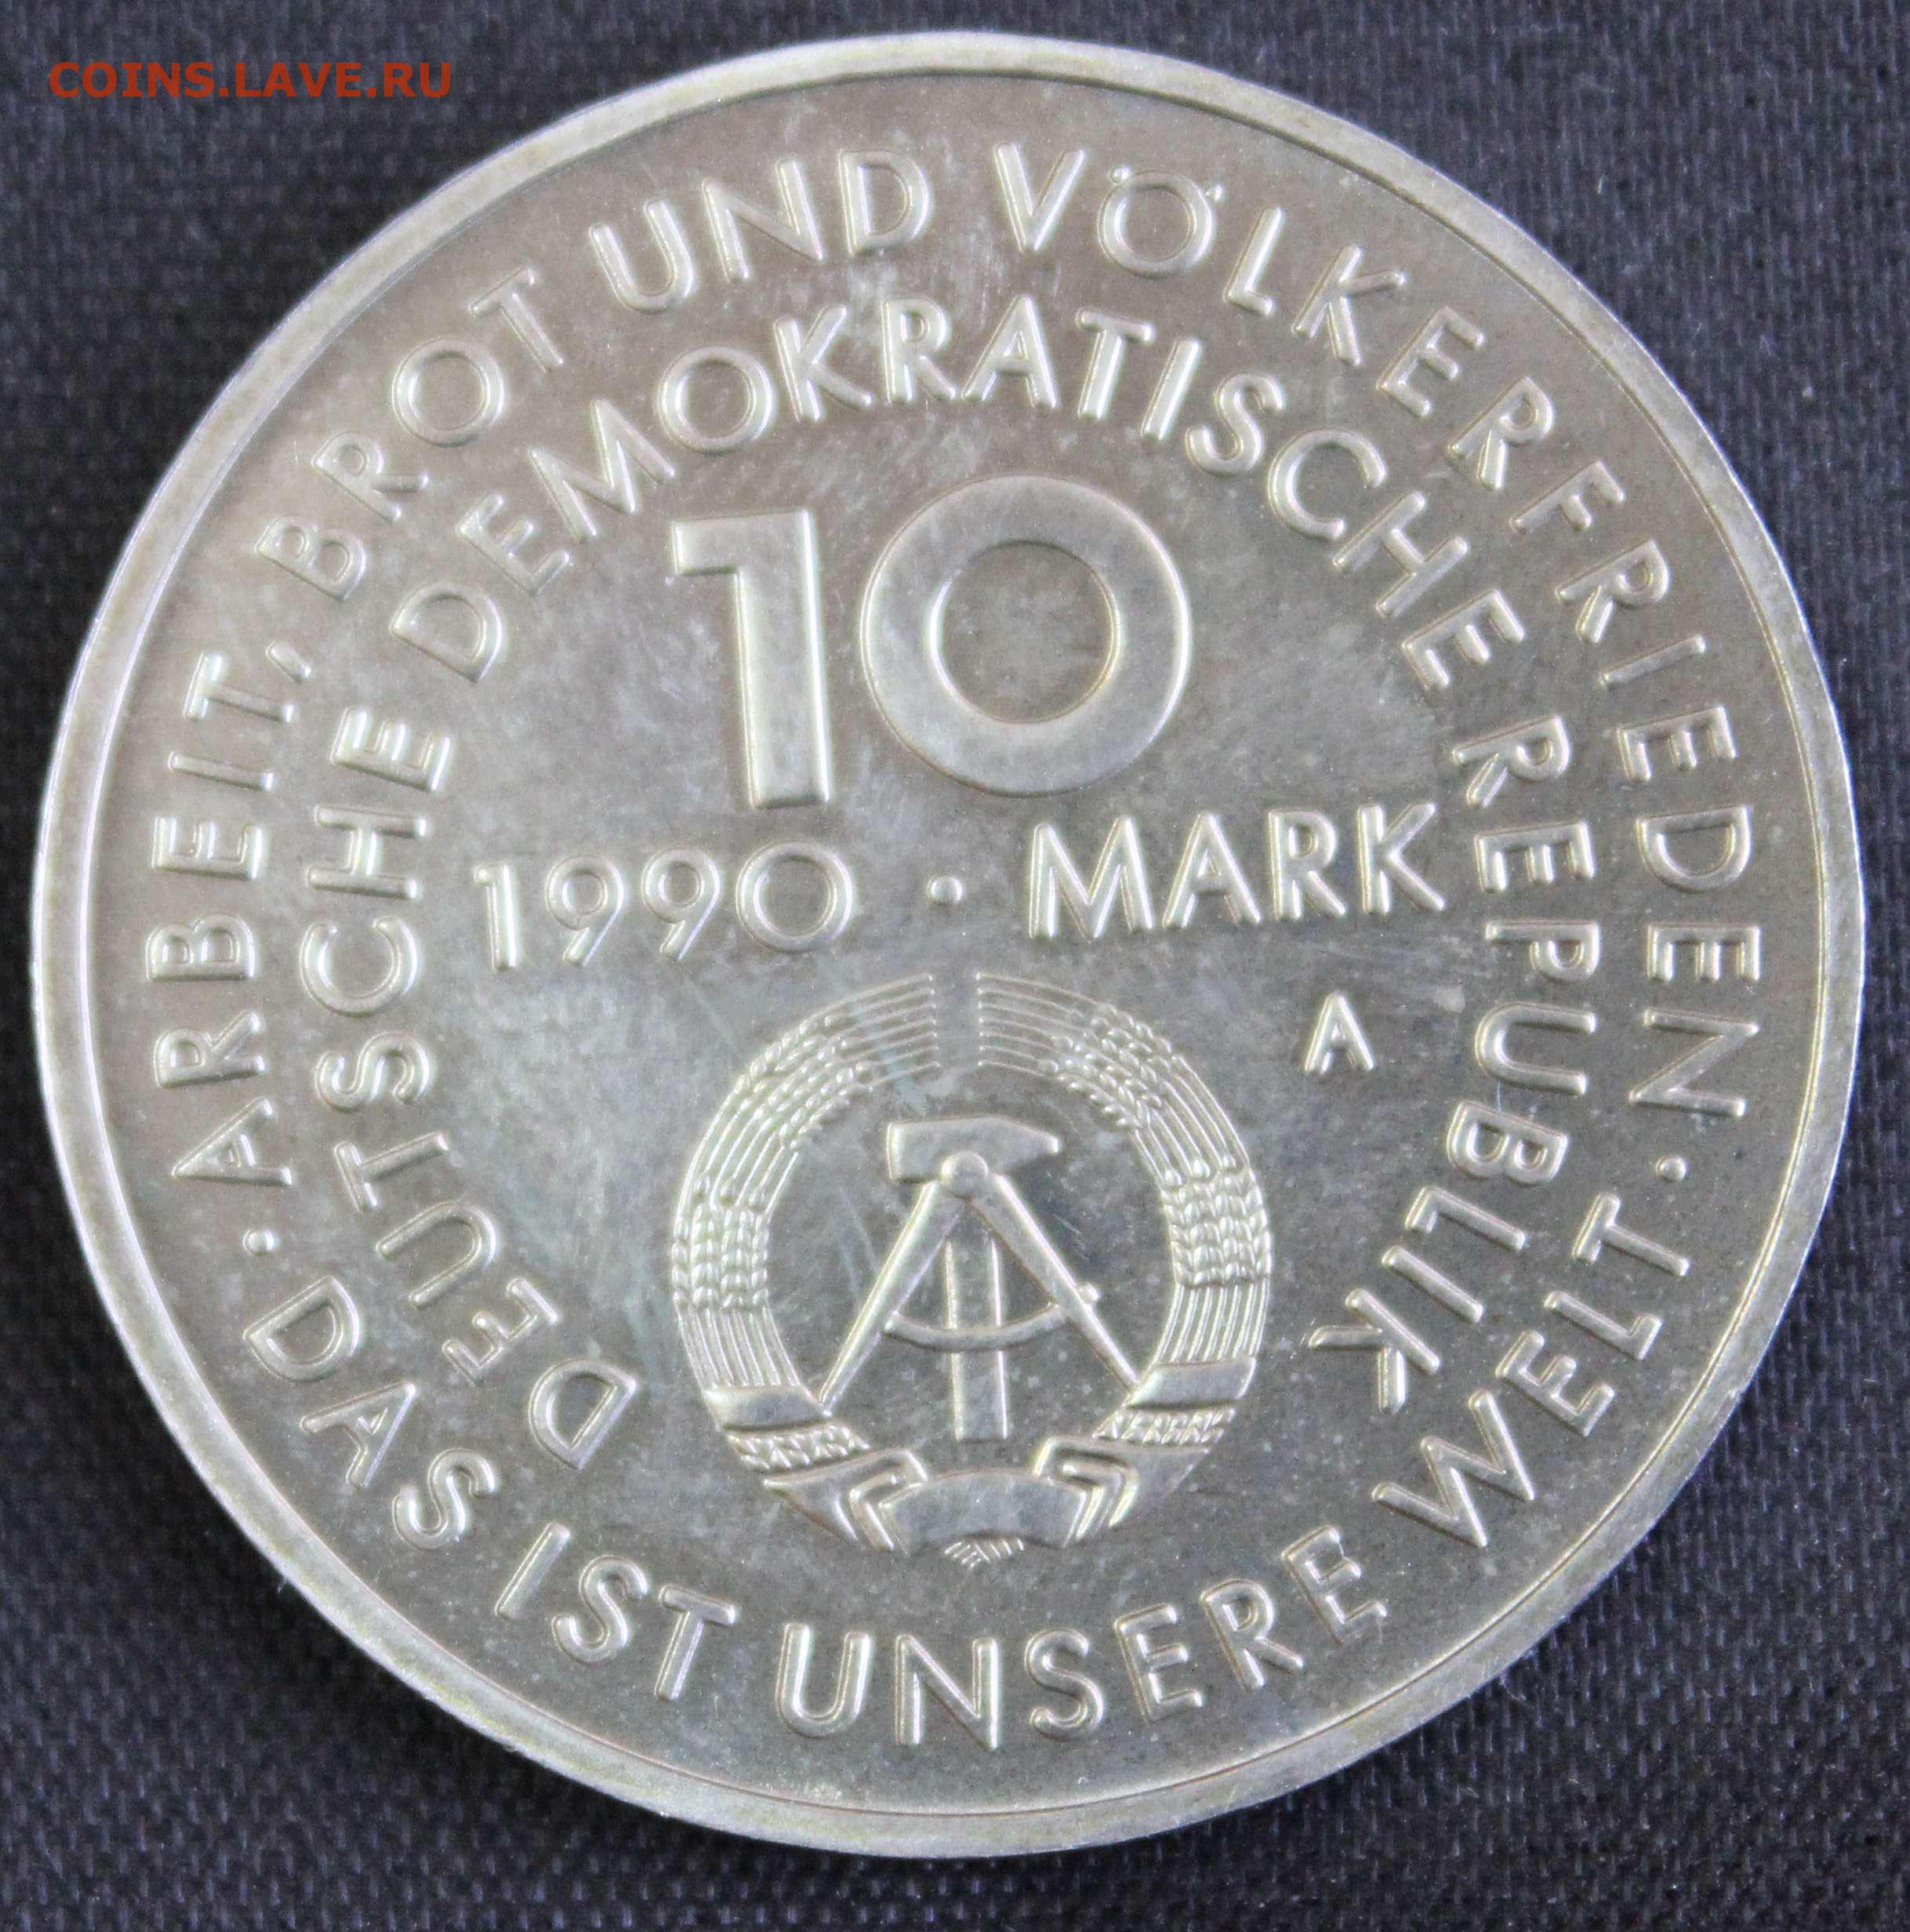 COINS.LAVE.RU
· ARBEIT, BROT UND VÖLKERFRIEDEN ·
DAS IST UNSERE WELT
DEUTSCHE DEMOKRATISCHE REPUBLIK
10
1990 · MARK
A